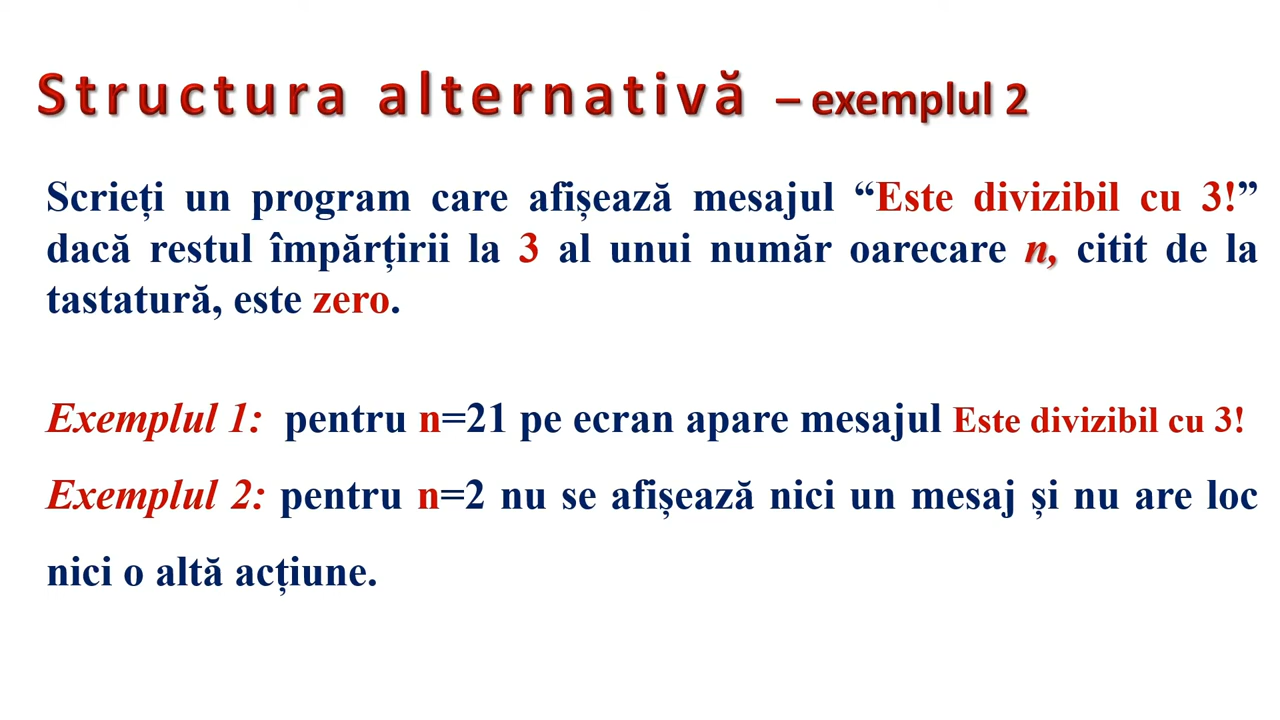 Structura alternativă – exemplul 2
Scrieți un program care afișează mesajul “Este divizibil cu 3!”
dacă restul împărțirii la 3 al unui număr oarecare n, citit de la
tastatură, este zero.
Exemplul 1: pentru n=21 pe ecran apare mesajul Este divizibil cu 3!
Exemplul 2: pentru n=2 nu se afișează nici un mesaj și nu are loc
nici o altă acțiune.